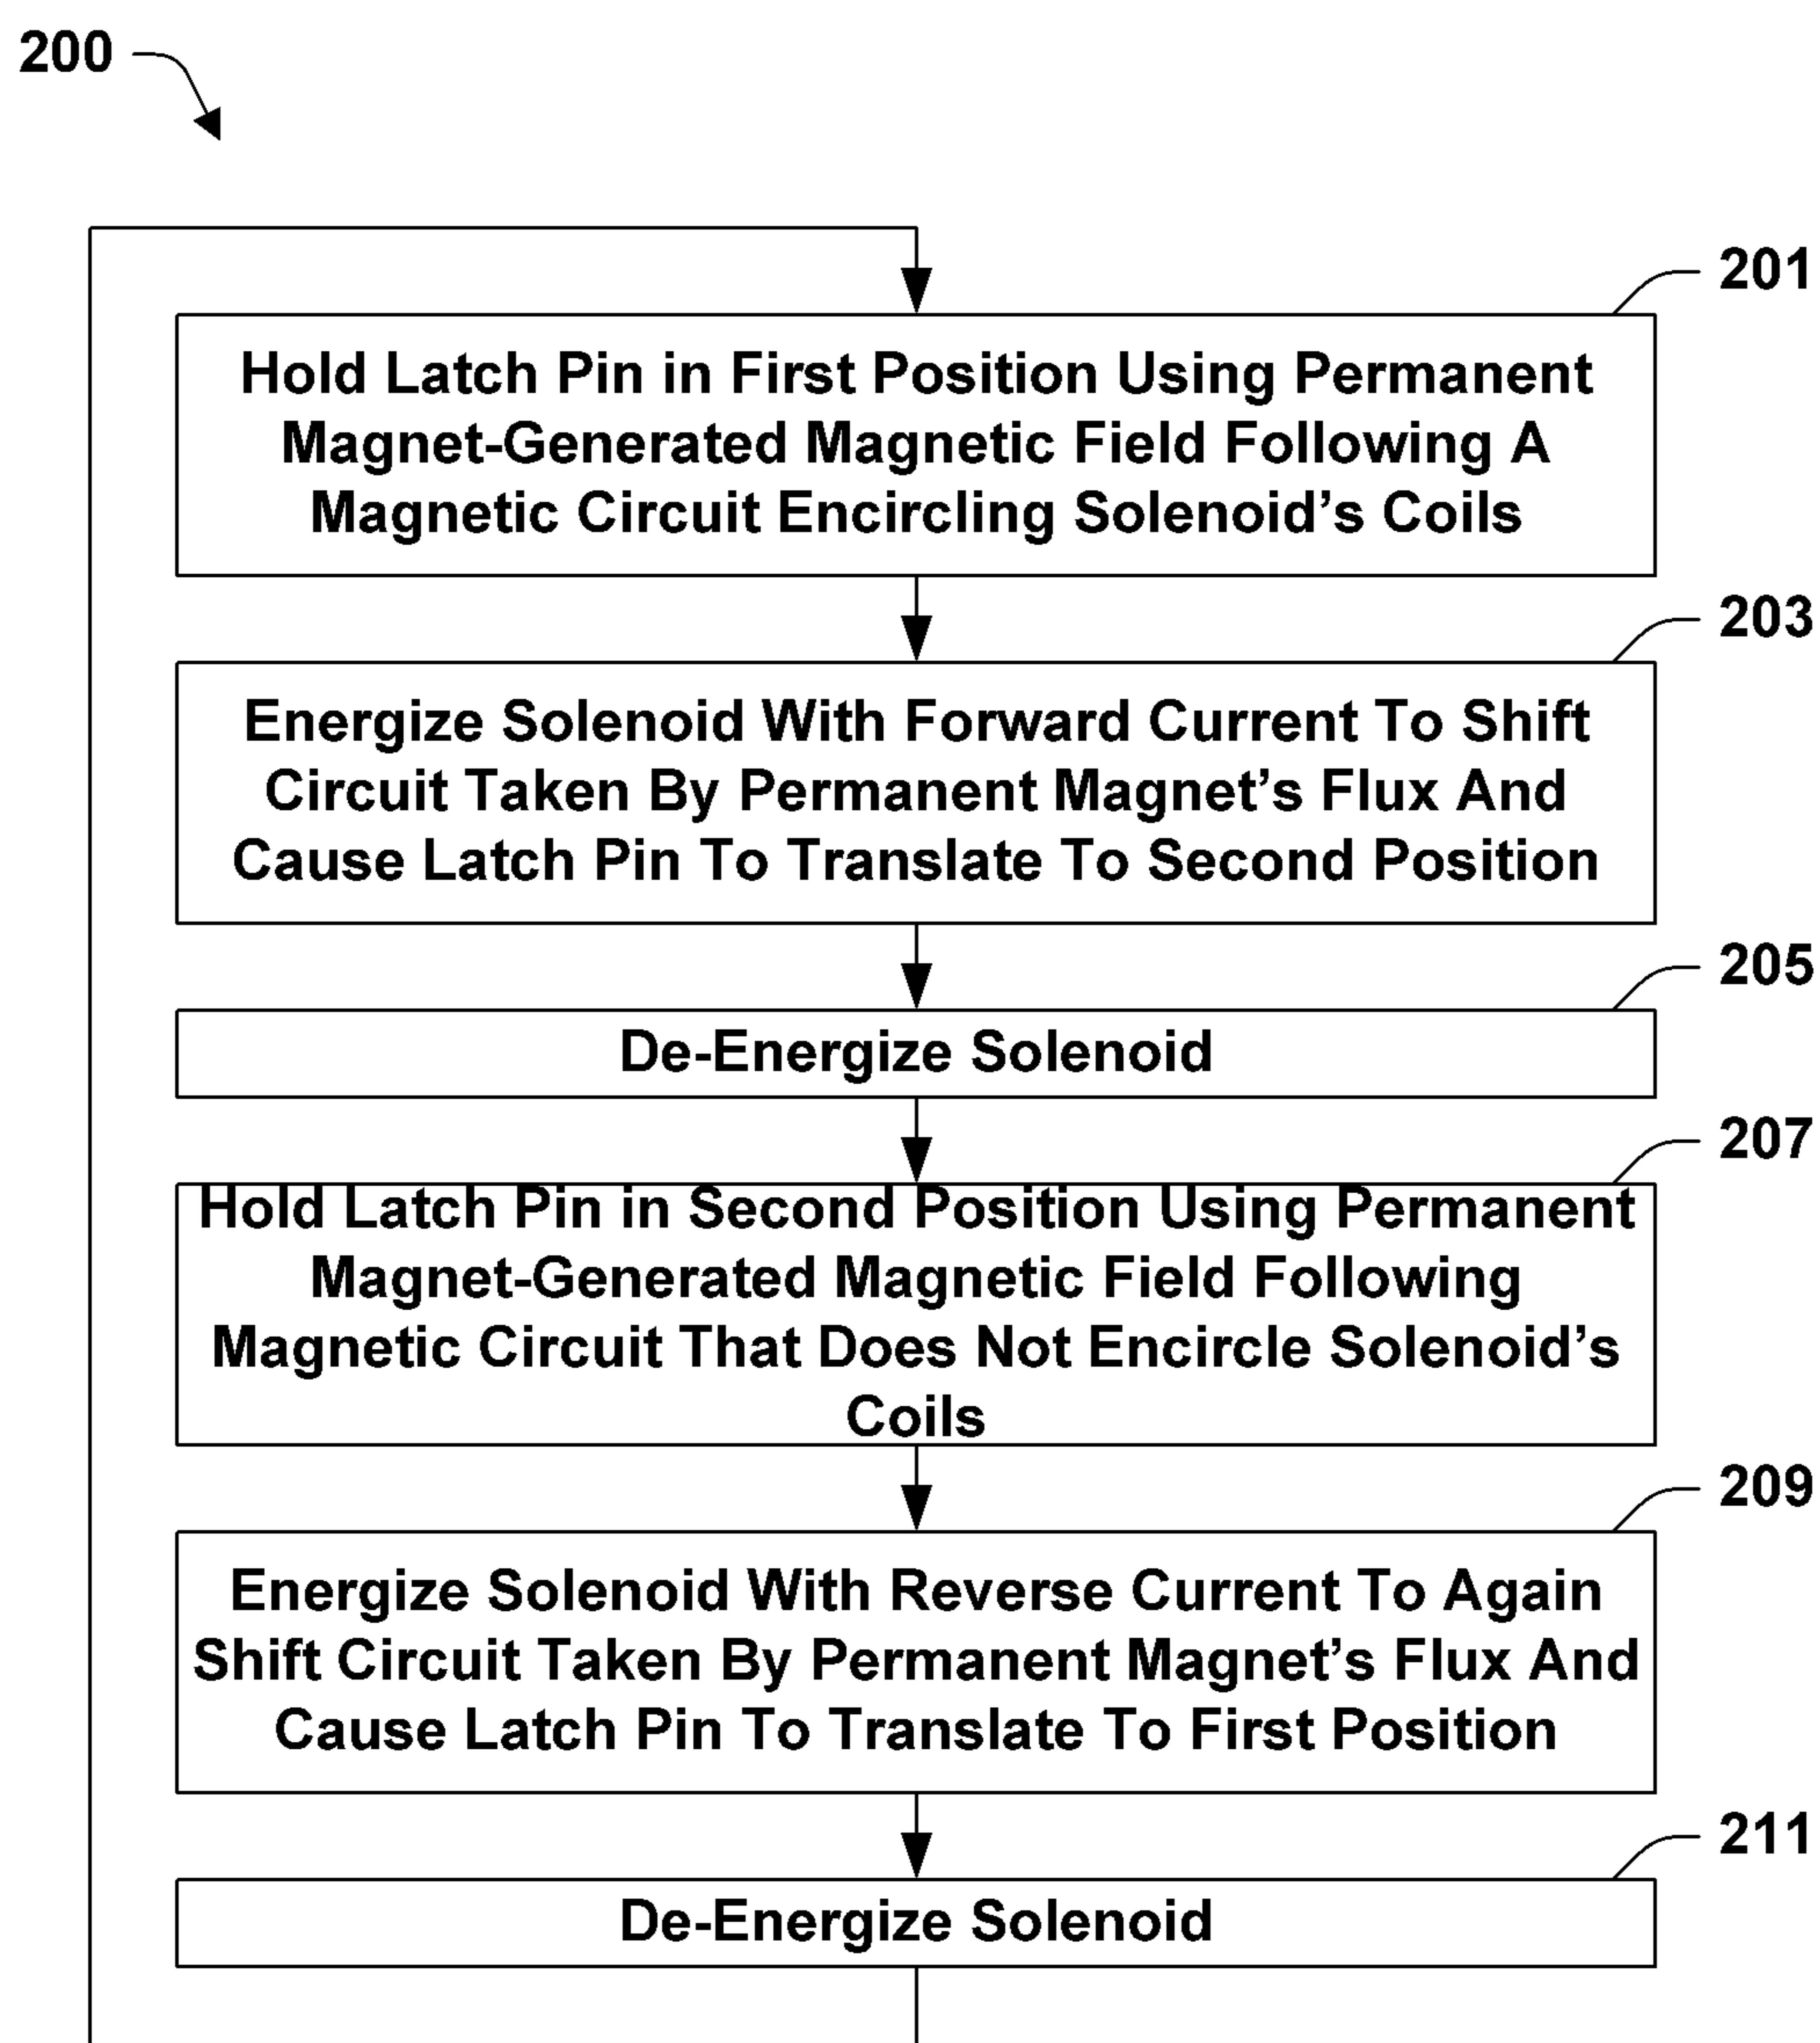 200
201
Hold Latch Pin in First Position Using Permanent
Magnet-Generated Magnetic Field Following A
Magnetic Circuit Encircling Solenoid’s Coils
203
Energize Solenoid With Forward Current To Shift
Circuit Taken By Permanent Magnet’s Flux And
Cause Latch Pin To Translate To Second Position
205
De-Energize Solenoid
207
Hold Latch Pin in Second Position Using Permanent
Magnet-Generated Magnetic Field Following
Magnetic Circuit That Does Not Encircle Solenoid’s
Coils
209
Energize Solenoid With Reverse Current To Again
Shift Circuit Taken By Permanent Magnet’s Flux And
Cause Latch Pin To Translate To First Position
211
De-Energize Solenoid